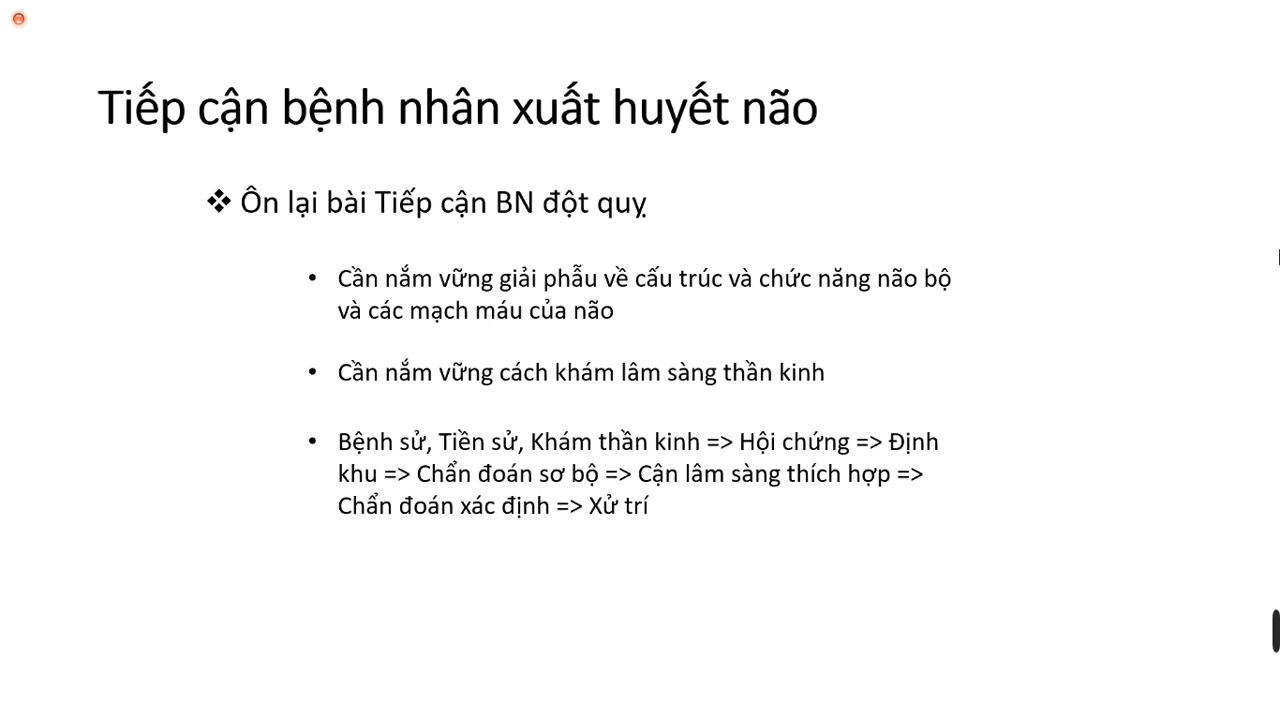 Tiếp cận bệnh nhân xuất huyết não
❖ Ôn lại bài Tiếp cận BN đột quỵ
• Cần nắm vững giải phẫu về cấu trúc và chức năng não bộ
và các mạch máu của não
• Cần nắm vững cách khám lâm sàng thần kinh
• Bệnh sử, Tiền sử, Khám thần kinh => Hội chứng => Định
khu => Chẩn đoán sơ bộ => Cận lâm sàng thích hợp =>
Chẩn đoán xác định => Xử trí